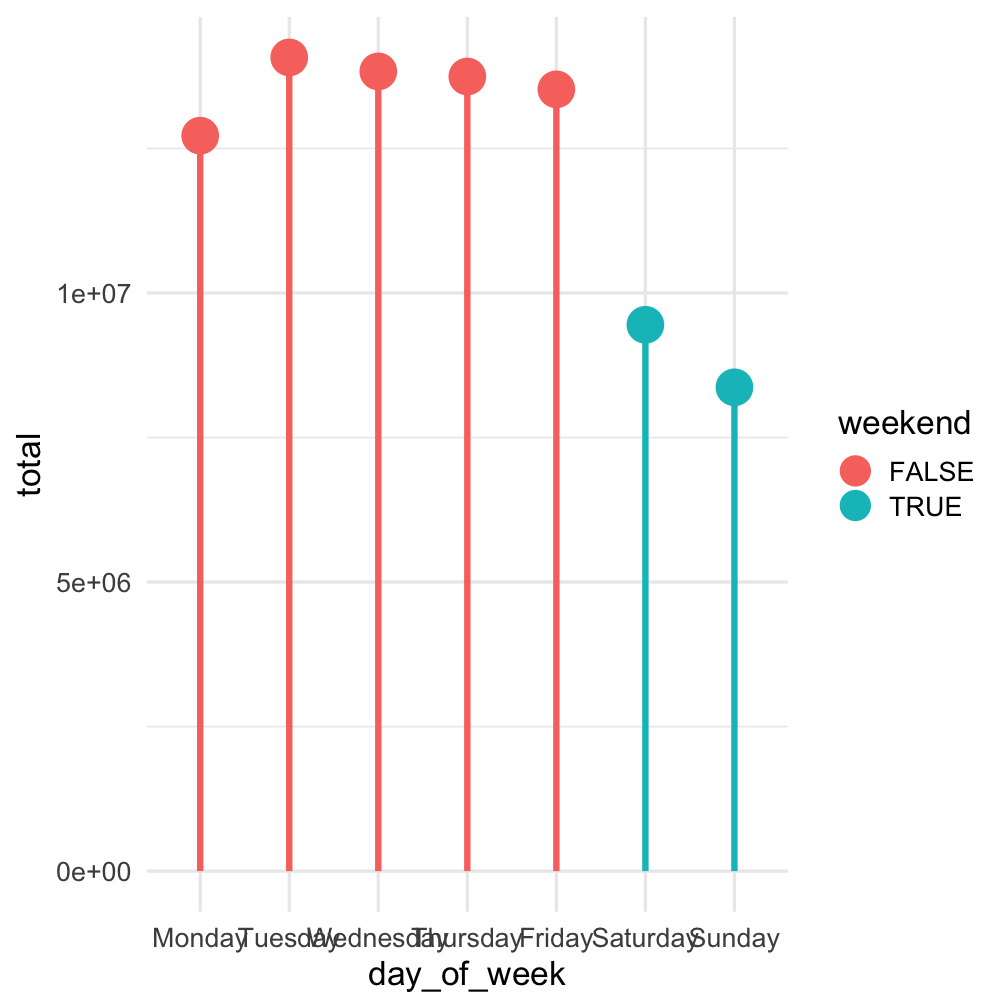 1e+07
5e+06
0e+00
total
Monday Tuesday Wednesday Thursday Friday Saturday Sunday
day_of_week
weekend
FALSE
TRUE